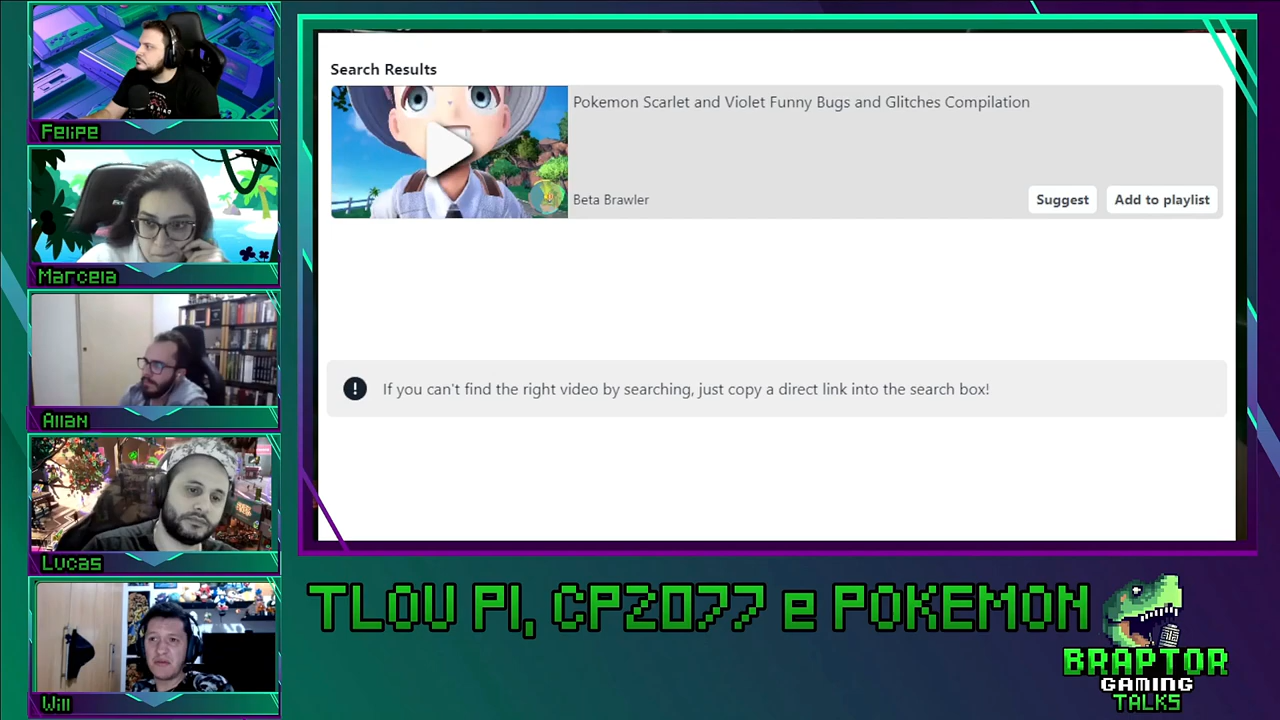 Felipe
Marcela
Allan
Lucas
Will
Search Results
Pokemon Scarlet and Violet Funny Bugs and Glitches Compilation
Beta Brawler
Suggest
Add to playlist
If you can't find the right video by searching, just copy a direct link into the search box!
TLOU PI, CP2077 e POKEMON
BRAPTOR
GAMING
TALKS